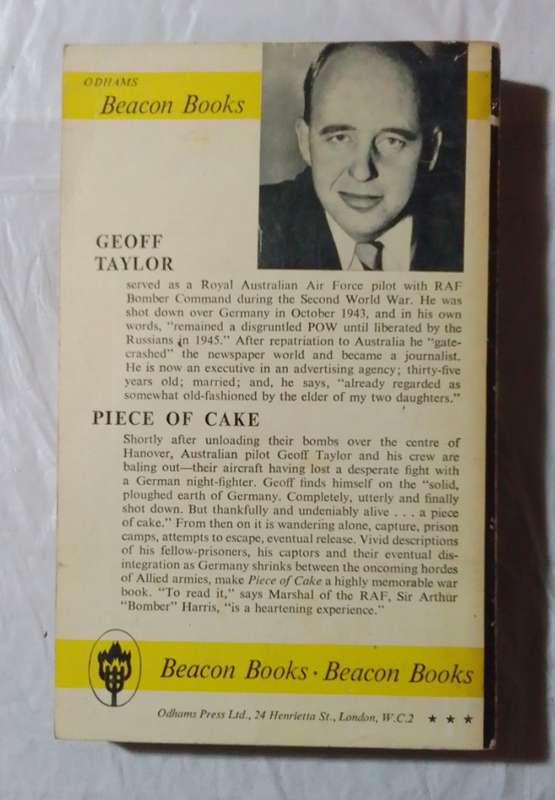 ODHAMS
Beacon Books
GEOFF
TAYLOR
served as a Royal Australian Air Force pilot with RAF
Bomber Command during the Second World War. He was
shot down over Germany in October 1943, and in his own
words, “remained a disgruntled POW until liberated by the
Russians in 1945.” After repatriation to Australia he “gate-
crashed” the newspaper world and became a journalist.
He is now an executive in an advertising agency; thirty-five
years old; married; and, he says, “already regarded as
somewhat old-fashioned by the elder of my two daughters.”
PIECE OF CAKE
Shortly after unloading their bombs over the centre of
Hanover, Australian pilot Geoff Taylor and his crew are
baling out—their aircraft having lost a desperate fight with
a German night-fighter. Geoff finds himself on the “solid,
ploughed earth of Germany. Completely, utterly and finally
shot down. But thankfully and undeniably alive . . . a piece
of cake.” From then on it is wandering alone, capture, prison
camps, attempts to escape, eventual release. Vivid descriptions
of his fellow-prisoners, his captors and their eventual dis-
integration as Germany shrinks between the oncoming hordes
of Allied armies, make Piece of Cake a highly memorable war
book. “To read it,” says Marshal of the RAF, Sir Arthur
“Bomber” Harris, “is a heartening experience.”
Beacon Books · Beacon Books
Odhams Press Ltd., 24 Henrietta St., London, W.C.2 ★ ★ ★